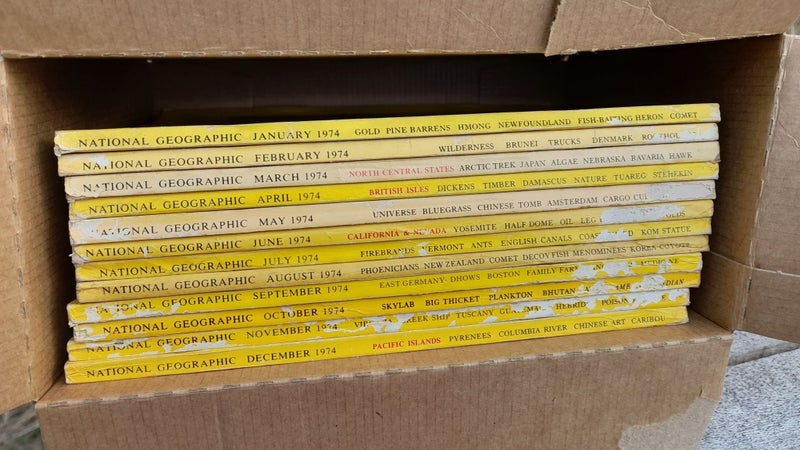 NATIONAL GEOGRAPHIC JANUARY 1974 GOLD PINE BARRENS HMONG NEWFOUNDLAND FISH-BAITING HERON COMET
NATIONAL GEOGRAPHIC FEBRUARY 1974 WILDERNESS BRUNEI TRUCKS DENMARK
NATIONAL GEOGRAPHIC MARCH 1974 NORTH CENTRAL STATES ARCTIC TREK JAPAN ALGAE NEBRASKA BAVARIA HAWK
NATIONAL GEOGRAPHIC APRIL 1974 BRITISH ISLES DICKENS TIMBER DAMASCUS NATURE TUAREG STEHEKIN
NATIONAL GEOGRAPHIC MAY 1974 UNIVERSE BLUEGRASS CHINESE TOMB AMSTERDAM CARGO
NATIONAL GEOGRAPHIC JUNE 1974 CALIFORNIA & NEVADA YOSEMITE HALF DOME OIL
NATIONAL GEOGRAPHIC JULY 1974 FIREBRANDS VERMONT ANTS ENGLISH CANALS KOM STATUE
NATIONAL GEOGRAPHIC AUGUST 1974 PHOENICIANS NEW ZEALAND COMET DECOY FISH MENOMINEES KOREA COYOTE
NATIONAL GEOGRAPHIC SEPTEMBER 1974 EAST GERMANY DHOWS BOSTON FAMILY MEDICINE
NATIONAL GEOGRAPHIC OCTOBER 1974 SKYLAB BIG THICKET PLANKTON BHUTAN
NATIONAL GEOGRAPHIC NOVEMBER 1974 SHIP TUSCANY
NATIONAL GEOGRAPHIC DECEMBER 1974 PACIFIC ISLANDS PYRENEES COLUMBIA RIVER CHINESE ART CARIBOU